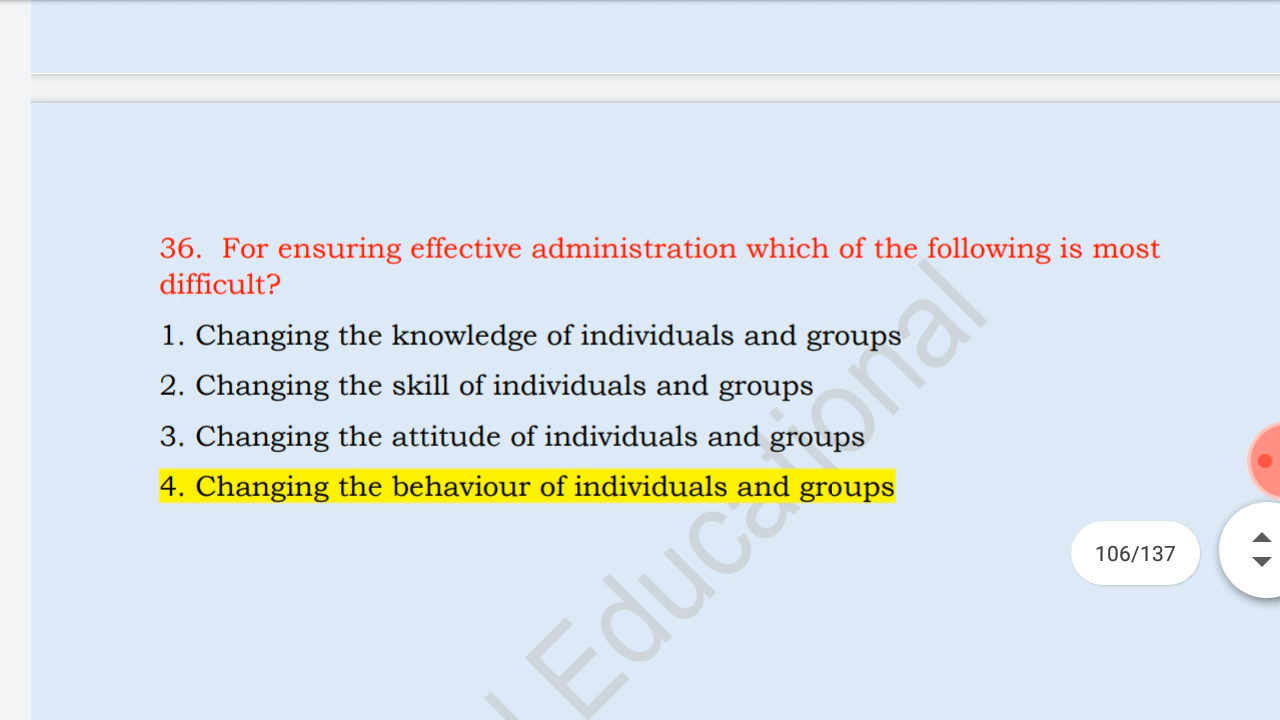 36. For ensuring effective administration which of the following is most
difficult?
1. Changing the knowledge of individuals and groups
2. Changing the skill of individuals and groups
3. Changing the attitude of individuals and groups
4. Changing the behaviour of individuals and groups
106/137
Educational